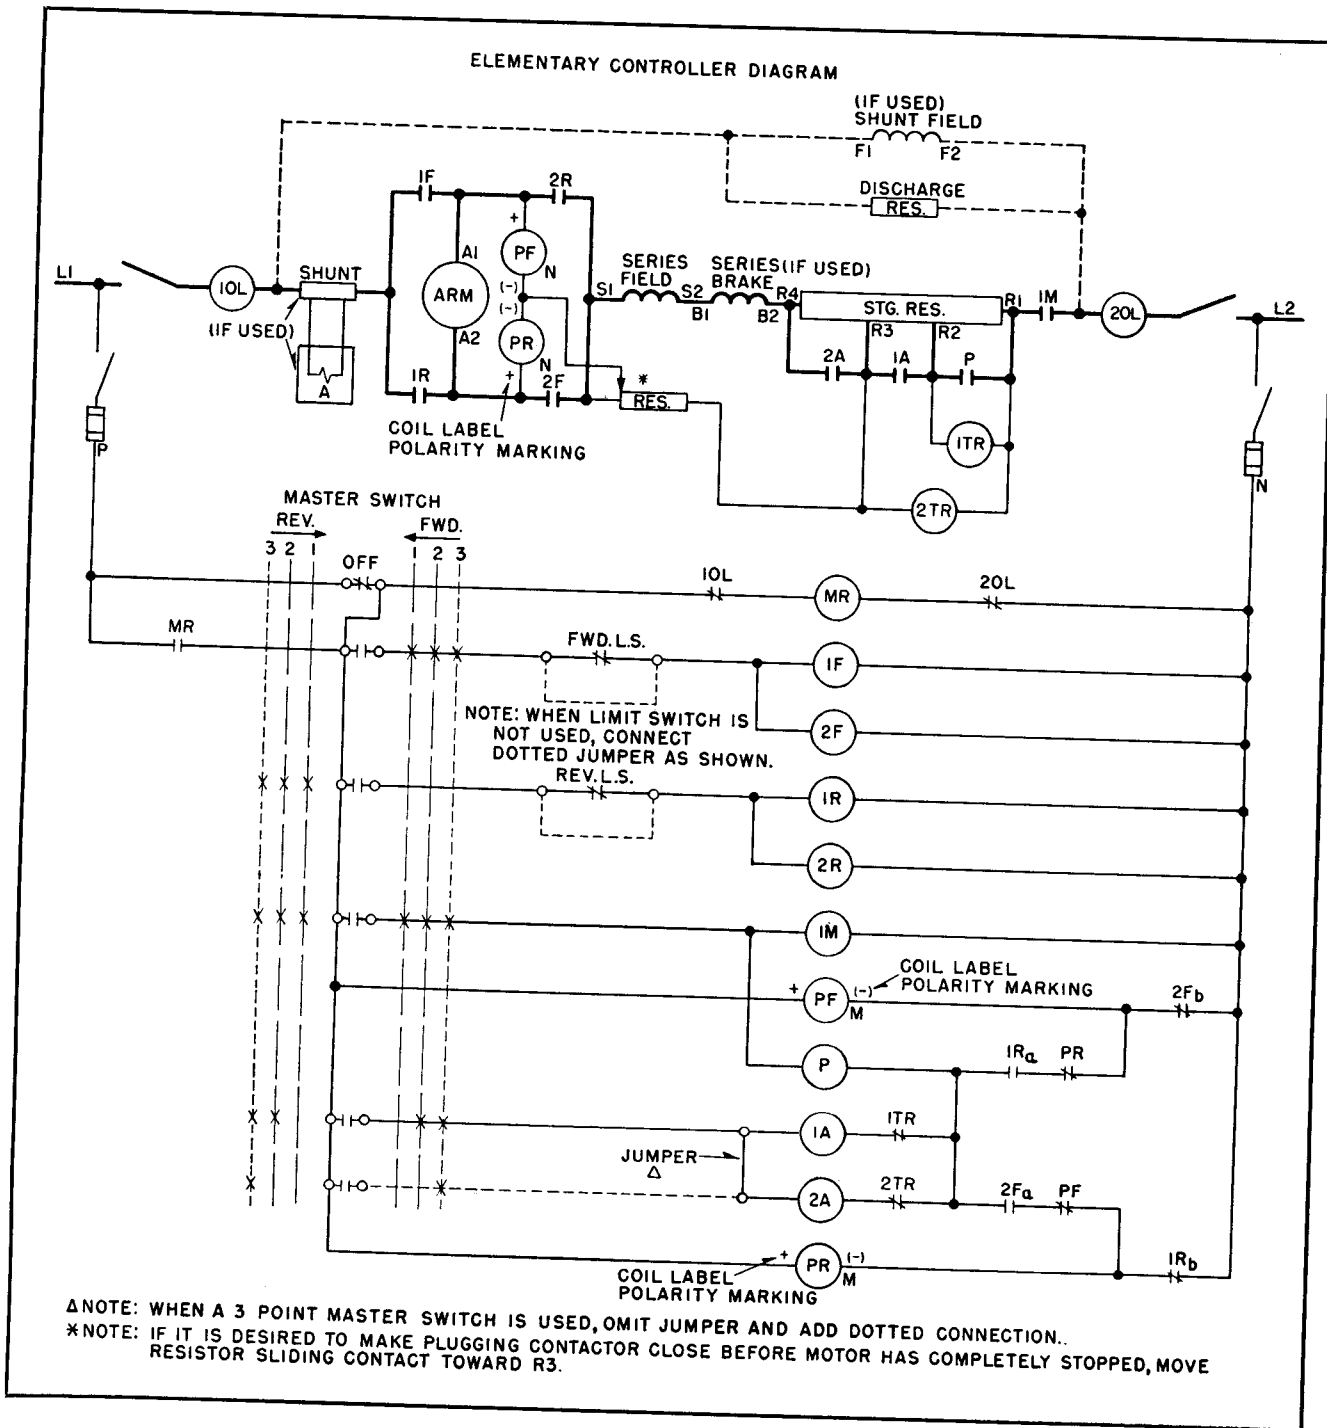 ELEMENTARY CONTROLLER DIAGRAM
(IF USED)
SHUNT FIELD
F1 F2
DISCHARGE
RES.
1F 2R
+
A1 PF N
L1 10L SHUNT
(IF USED)
A
ARM
(-)
(-)
A2 PR N
+
1R 2F
S1 SERIES FIELD S2
B1 SERIES BRAKE B2
(IF USED)
R4 STG. RES. R1
R3 R2
1M 20L L2
2A 1A P
*
RES.
1TR
2TR
COIL LABEL
POLARITY MARKING
P
N
MASTER SWITCH
REV. FWD.
3 2 1 1 2 3
OFF 10L MR 20L
MR
FWD. L.S. 1F
NOTE: WHEN LIMIT SWITCH IS
NOT USED, CONNECT
DOTTED JUMPER AS SHOWN.
2F
REV. L.S. 1R
2R
1M
COIL LABEL
POLARITY MARKING
+ PF (-) M 2Fb
P 1Ra PR
1A 1TR
JUMPER
Δ
2A 2TR 2Fa PF
+ PR (-) M 1Rb
COIL LABEL
POLARITY MARKING
Δ NOTE: WHEN A 3 POINT MASTER SWITCH IS USED, OMIT JUMPER AND ADD DOTTED CONNECTION..
* NOTE: IF IT IS DESIRED TO MAKE PLUGGING CONTACTOR CLOSE BEFORE MOTOR HAS COMPLETELY STOPPED, MOVE
RESISTOR SLIDING CONTACT TOWARD R3.